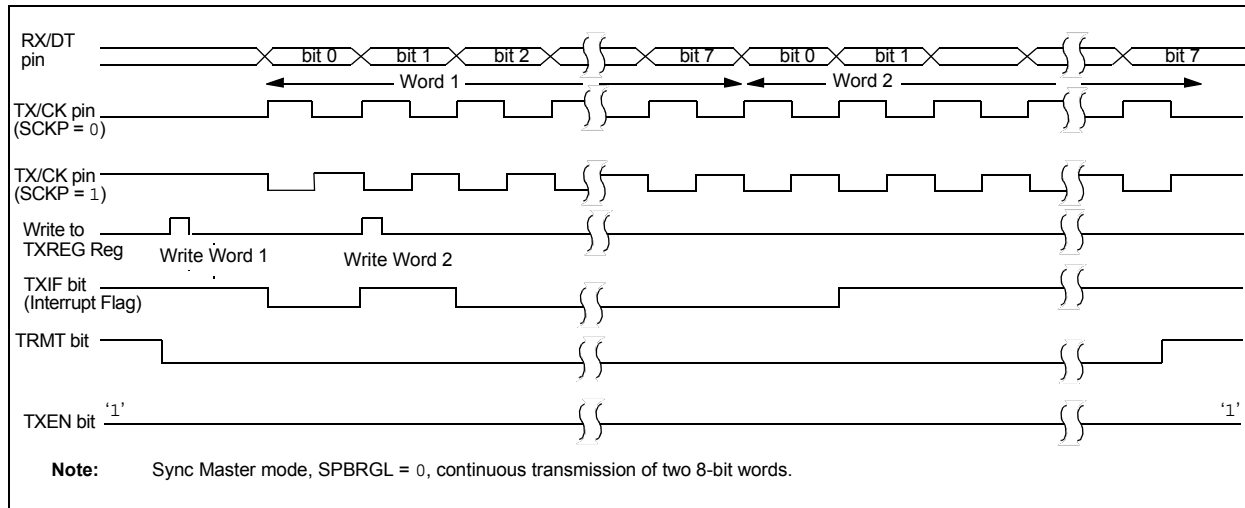 RX/DT
pin
bit 0 bit 1 bit 2 bit 7 bit 0 bit 1 bit 7
Word 1 Word 2
TX/CK pin
(SCKP = 0)
TX/CK pin
(SCKP = 1)
Write to
TXREG Reg
Write Word 1 Write Word 2
TXIF bit
(Interrupt Flag)
TRMT bit
TXEN bit ‘1’ ‘1’
Note: Sync Master mode, SPBRGL = 0, continuous transmission of two 8-bit words.